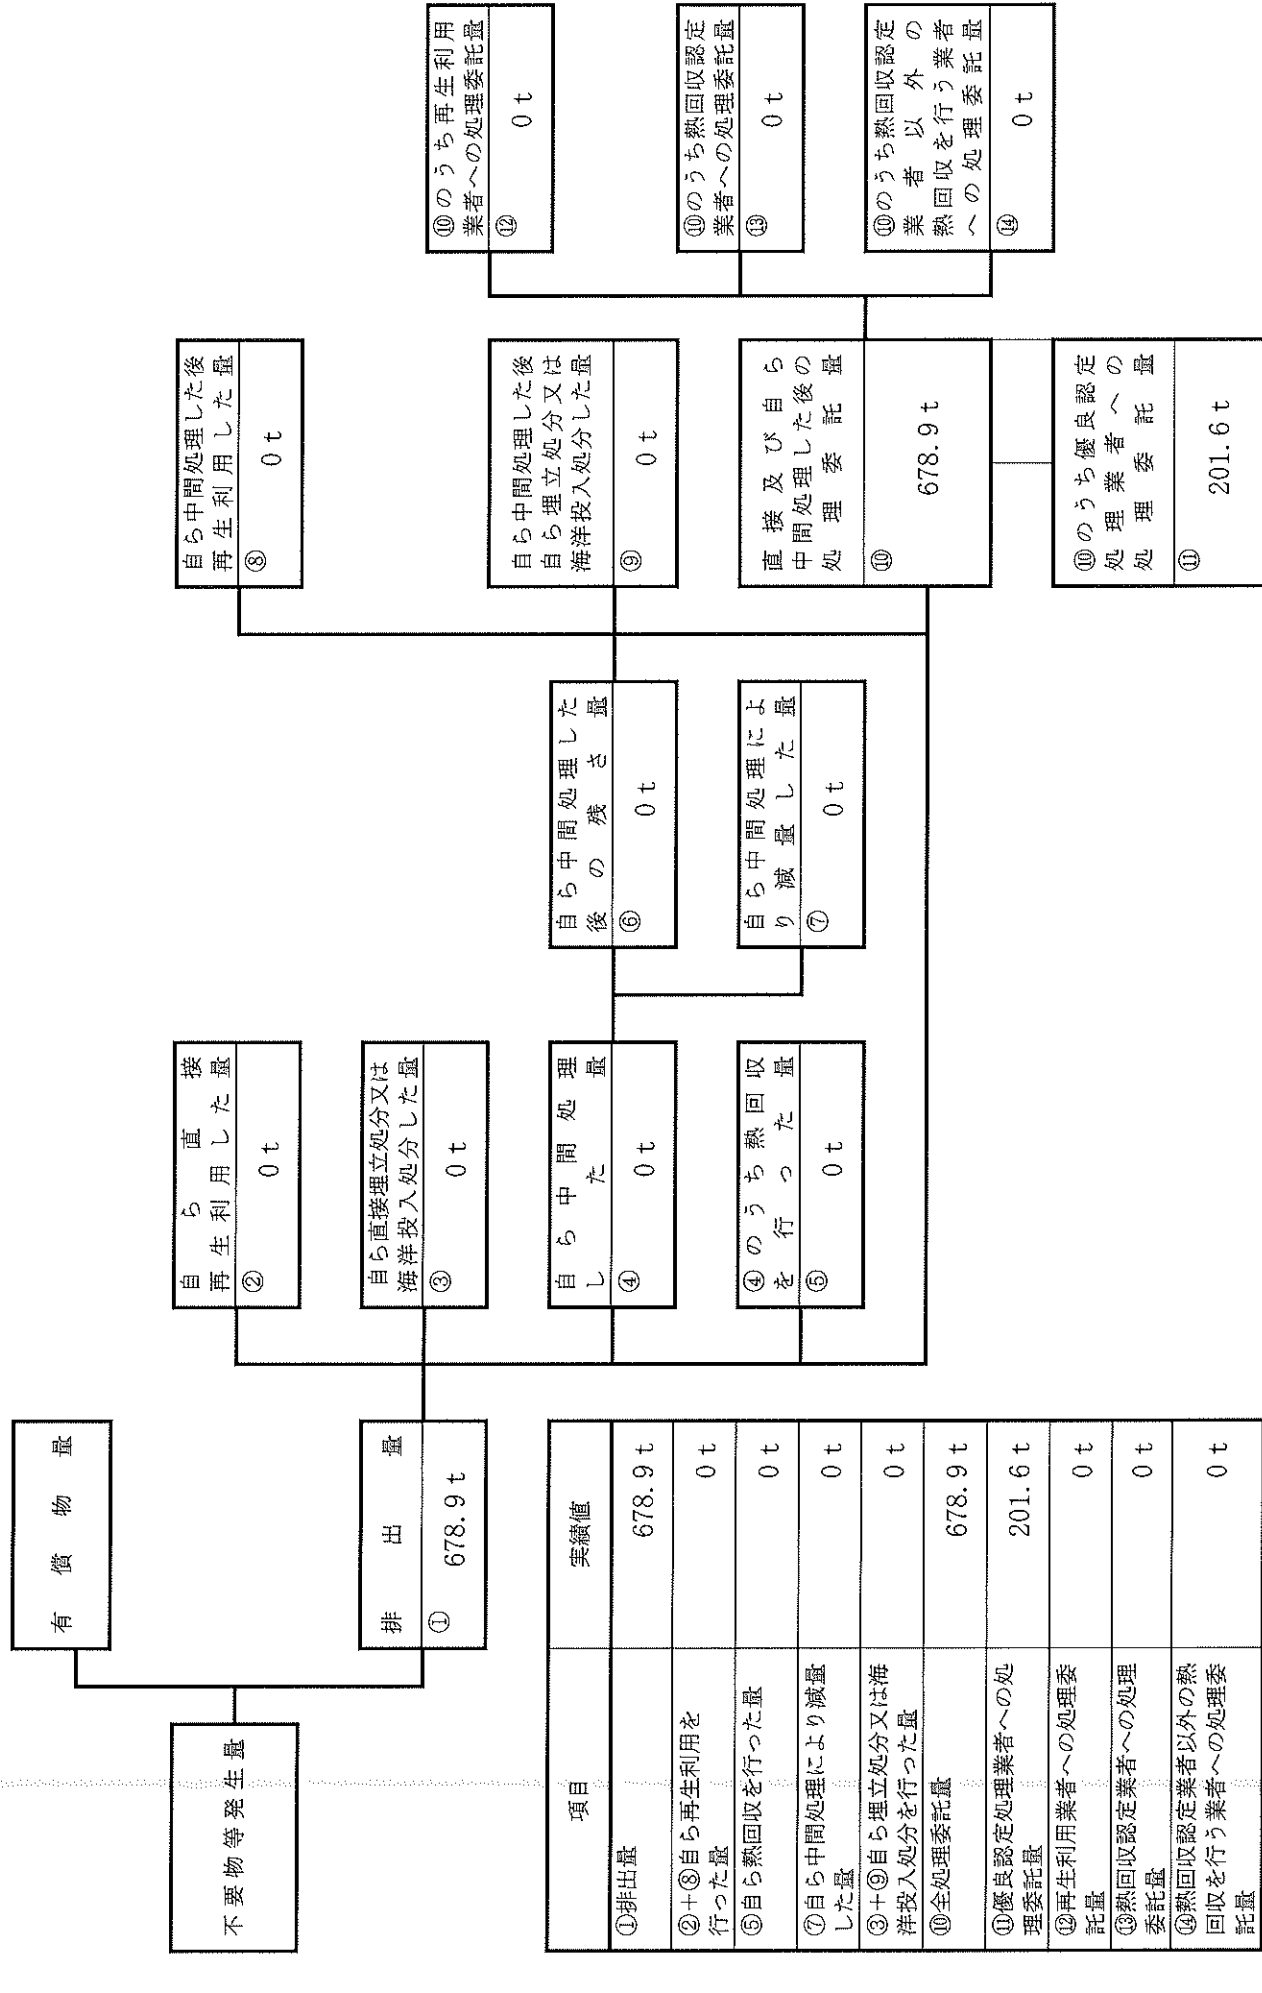 不要物等発生量
有償物量
排出量
① 678.9t
自ら直接
再生利用した量
② 0t
自ら直接埋立処分又は
海洋投入処分した量
③ 0t
自ら中間処理
した量
④ 0t
④のうち熱回収
を行った量
⑤ 0t
自ら中間処理した
後の残さ量
⑥ 0t
自ら中間処理によ
り減量した量
⑦ 0t
自ら中間処理した後
再生利用した量
⑧ 0t
自ら中間処理した後
自ら埋立処分又は
海洋投入処分した量
⑨ 0t
直接及び自ら
中間処理した後の
処理委託量
⑩ 678.9t
⑩のうち優良認定
処理業者への
処理委託量
⑪ 201.6t
⑩のうち再生利用
業者への処理委託量
⑫ 0t
⑩のうち熱回収認定
業者への処理委託量
⑬ 0t
⑩のうち熱回収認定
業者以外の
熱回収を行う業者
への処理委託量
⑭ 0t
項目 実績値
①排出量 678.9t
②+⑧自ら再生利用を
行った量 0t
⑤自ら熱回収を行った量 0t
⑦自ら中間処理により減量
した量 0t
③+⑨自ら埋立処分又は海
洋投入処分を行った量 0t
⑩全処理委託量 678.9t
⑪優良認定処理業者への処
理委託量 201.6t
⑫再生利用業者への処理委
託量 0t
⑬熱回収認定業者への処理
委託量 0t
⑭熱回収認定業者以外の熱
回収を行う業者への処理委
託量 0t